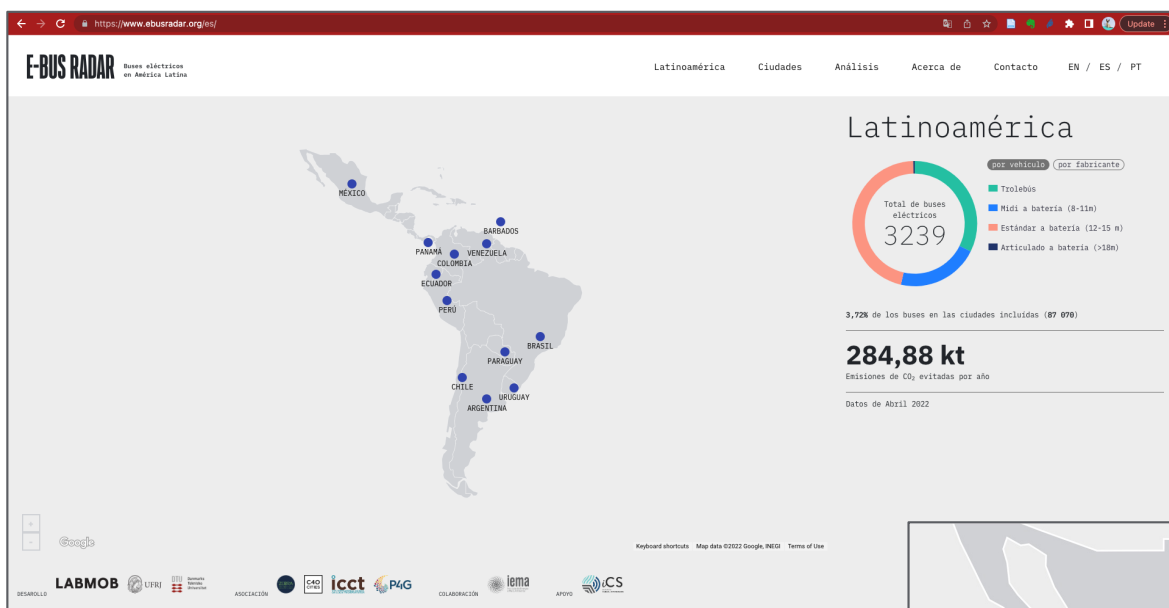 https://www.ebusradar.org/es/
Update
E-BUS RADAR
Buses eléctricos
en América Latina
Latinoamérica Ciudades Análisis Acerca de Contacto EN / ES / PT
Latinoamérica
por vehículo por fabricante
Total de buses
eléctricos
3239
Trolebús
Midi a batería (8-11m)
Estándar a batería (12-15 m)
Articulado a batería (>18m)
3,72% de los buses en las ciudades incluídas (87 070)
284,88 kt
Emisiones de CO₂ evitadas por año
Datos de Abril 2022
MÉXICO
BARBADOS
PANAMÁ
VENEZUELA
COLOMBIA
ECUADOR
PERÚ
BRASIL
PARAGUAY
CHILE
URUGUAY
ARGENTINA
+
-
Google
Keyboard shortcuts Map data ©2022 Google, INEGI Terms of Use
DESAROLLO LABMOB UFRJ DTU
ASOCIACIÓN C40 CITIES icct P4G
COLABORACIÓN iema
APOYO iCS